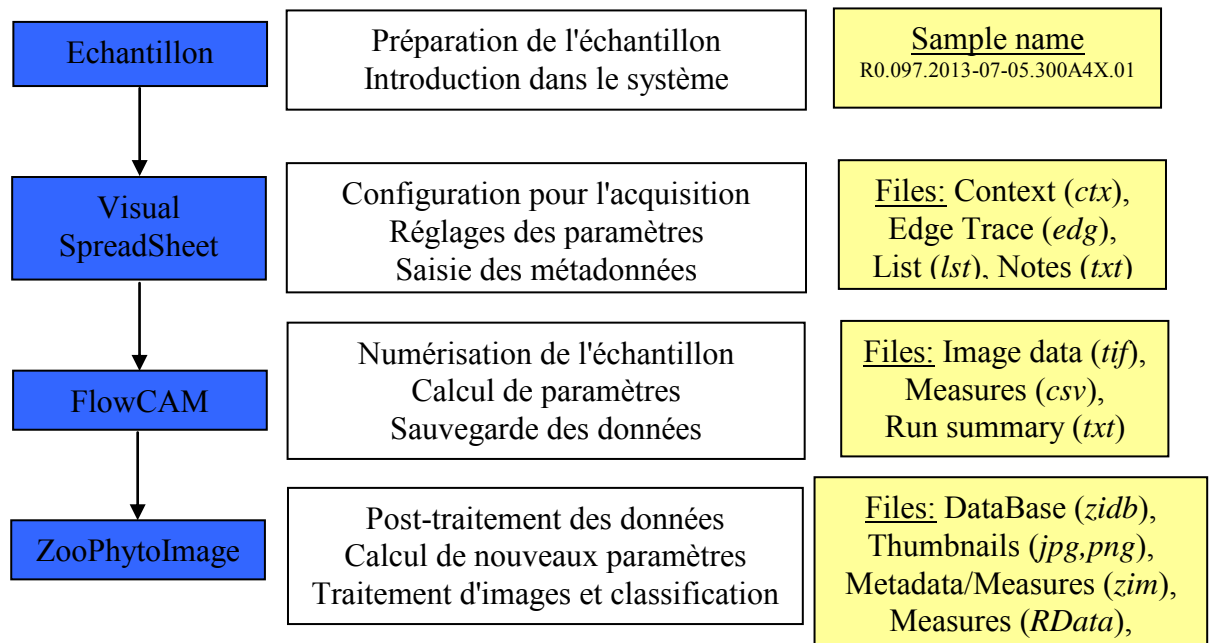 Echantillon
Préparation de l'échantillon
Introduction dans le système
Sample name
R0.097.2013-07-05.300A4X.01
Visual
SpreadSheet
Configuration pour l'acquisition
Réglages des paramètres
Saisie des métadonnées
Files: Context (ctx),
Edge Trace (edg),
List (lst), Notes (txt)
FlowCAM
Numérisation de l'échantillon
Calcul de paramètres
Sauvegarde des données
Files: Image data (tif),
Measures (csv),
Run summary (txt)
ZooPhytoImage
Post-traitement des données
Calcul de nouveaux paramètres
Traitement d'images et classification
Files: DataBase (zidb),
Thumbnails (jpg,png),
Metadata/Measures (zim),
Measures (RData),